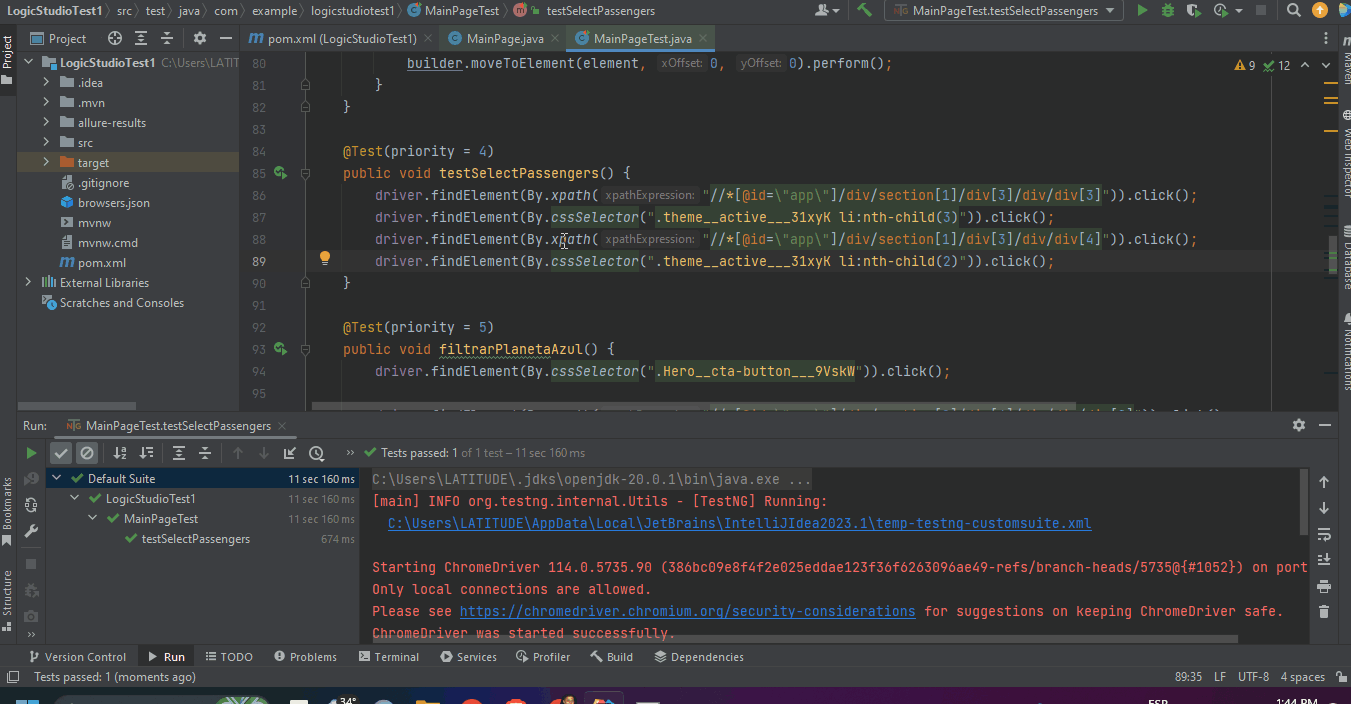 LogicStudioTest1 src test java com example logicstudiotest1 MainPageTest testSelectPassengers MainPageTest.testSelectPassengers
Project pom.xml (LogicStudioTest1) MainPage.java MainPageTest.java
Project
LogicStudioTest1 C:\Users\LATIT
.idea
.mvn
allure-results
src
target
.gitignore
browsers.json
mvnw
mvnw.cmd
pom.xml
External Libraries
Scratches and Consoles
80 builder.moveToElement(element, xOffset: 0, yOffset: 0).perform();
81 }
82 }
83
84 @Test(priority = 4)
85 public void testSelectPassengers() {
86 driver.findElement(By.xpath( xpathExpression: "//*[@id=\"app\"]/div/section[1]/div[3]/div/div[3]")).click();
87 driver.findElement(By.cssSelector(".theme__active___31xyK li:nth-child(3)")).click();
88 driver.findElement(By.xpath( xpathExpression: "//*[@id=\"app\"]/div/section[1]/div[3]/div/div[4]")).click();
89 driver.findElement(By.cssSelector(".theme__active___31xyK li:nth-child(2)")).click();
90 }
91
92 @Test(priority = 5)
93 public void filtrarPlanetaAzul() {
94 driver.findElement(By.cssSelector(".Hero__cta-button___9VskW")).click();
95
9 12
Maven
Web Inspector
Database
Notifications
Run: MainPageTest.testSelectPassengers
Tests passed: 1 of 1 test – 11 sec 160 ms
Default Suite 11 sec 160 ms
LogicStudioTest1 11 sec 160 ms
MainPageTest 11 sec 160 ms
testSelectPassengers 674 ms
C:\Users\LATITUDE\.jdks\openjdk-20.0.1\bin\java.exe ...
[main] INFO org.testng.internal.Utils - [TestNG] Running:
C:\Users\LATITUDE\AppData\Local\JetBrains\IntelliJIdea2023.1\temp-testng-customsuite.xml
Starting ChromeDriver 114.0.5735.90 (386bc09e8f4f2e025eddae123f36f6263096ae49-refs/branch-heads/5735@{#1052}) on port
Only local connections are allowed.
Please see https://chromedriver.chromium.org/security-considerations for suggestions on keeping ChromeDriver safe.
ChromeDriver was started successfully.
Bookmarks
Structure
Version Control Run TODO Problems Terminal Services Profiler Build Dependencies
Tests passed: 1 (moments ago) 89:35 LF UTF-8 4 spaces
34° ESP 1:44 PM